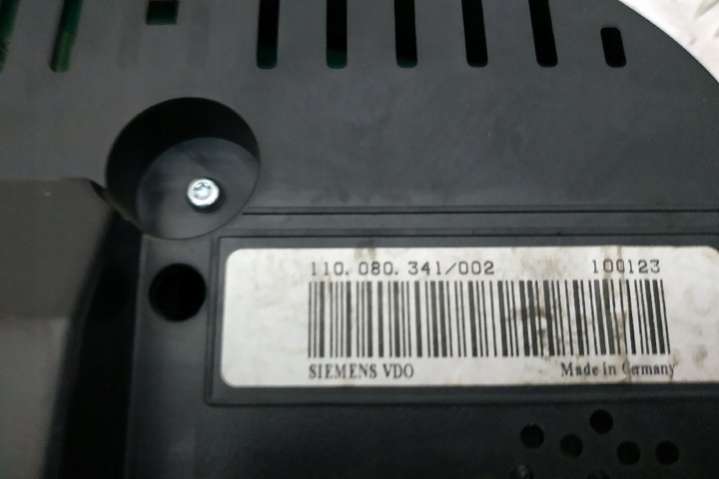 110.080.341/002 100123
SIEMENS VDO Made in Germany